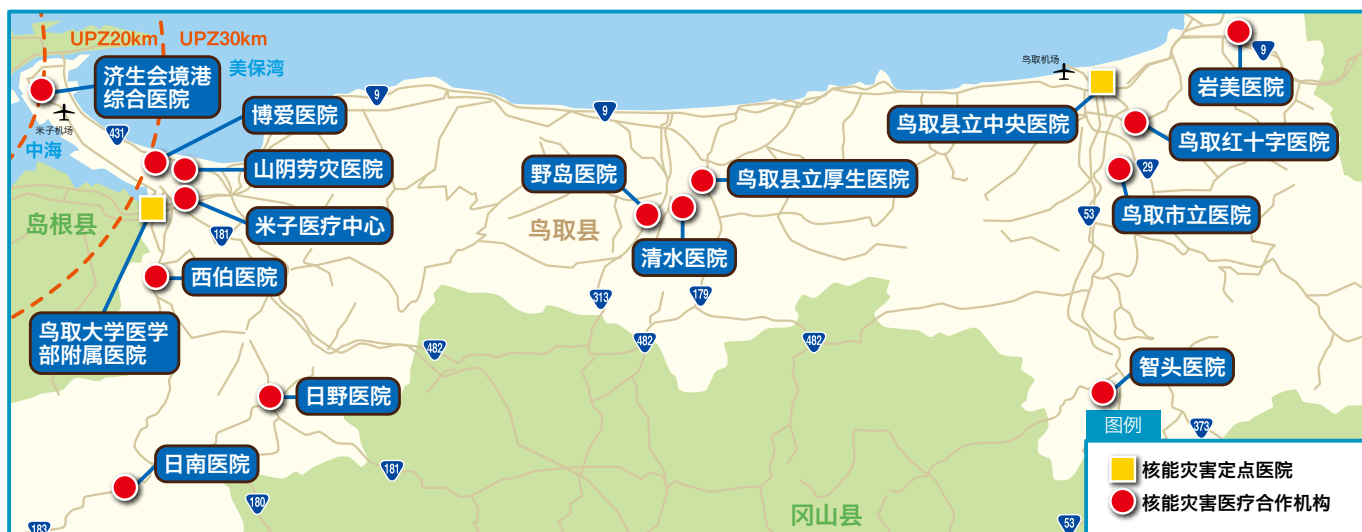 UPZ20km
UPZ30km
济生会境港
综合医院
美保湾
米子机场
中海
431
9
博爱医院
山阴劳灾医院
米子医疗中心
岛根县
181
西伯医院
鸟取大学医学
部附属医院
日野医院
日南医院
183
180
181
482
鸟取县
9
野岛医院
鸟取县立厚生医院
清水医院
313
179
482
482
冈山县
鸟取机场
鸟取县立中央医院
9
岩美医院
鸟取红十字医院
29
53
鸟取市立医院
智头医院
373
53
图例
核能灾害定点医院
核能灾害医疗合作机构